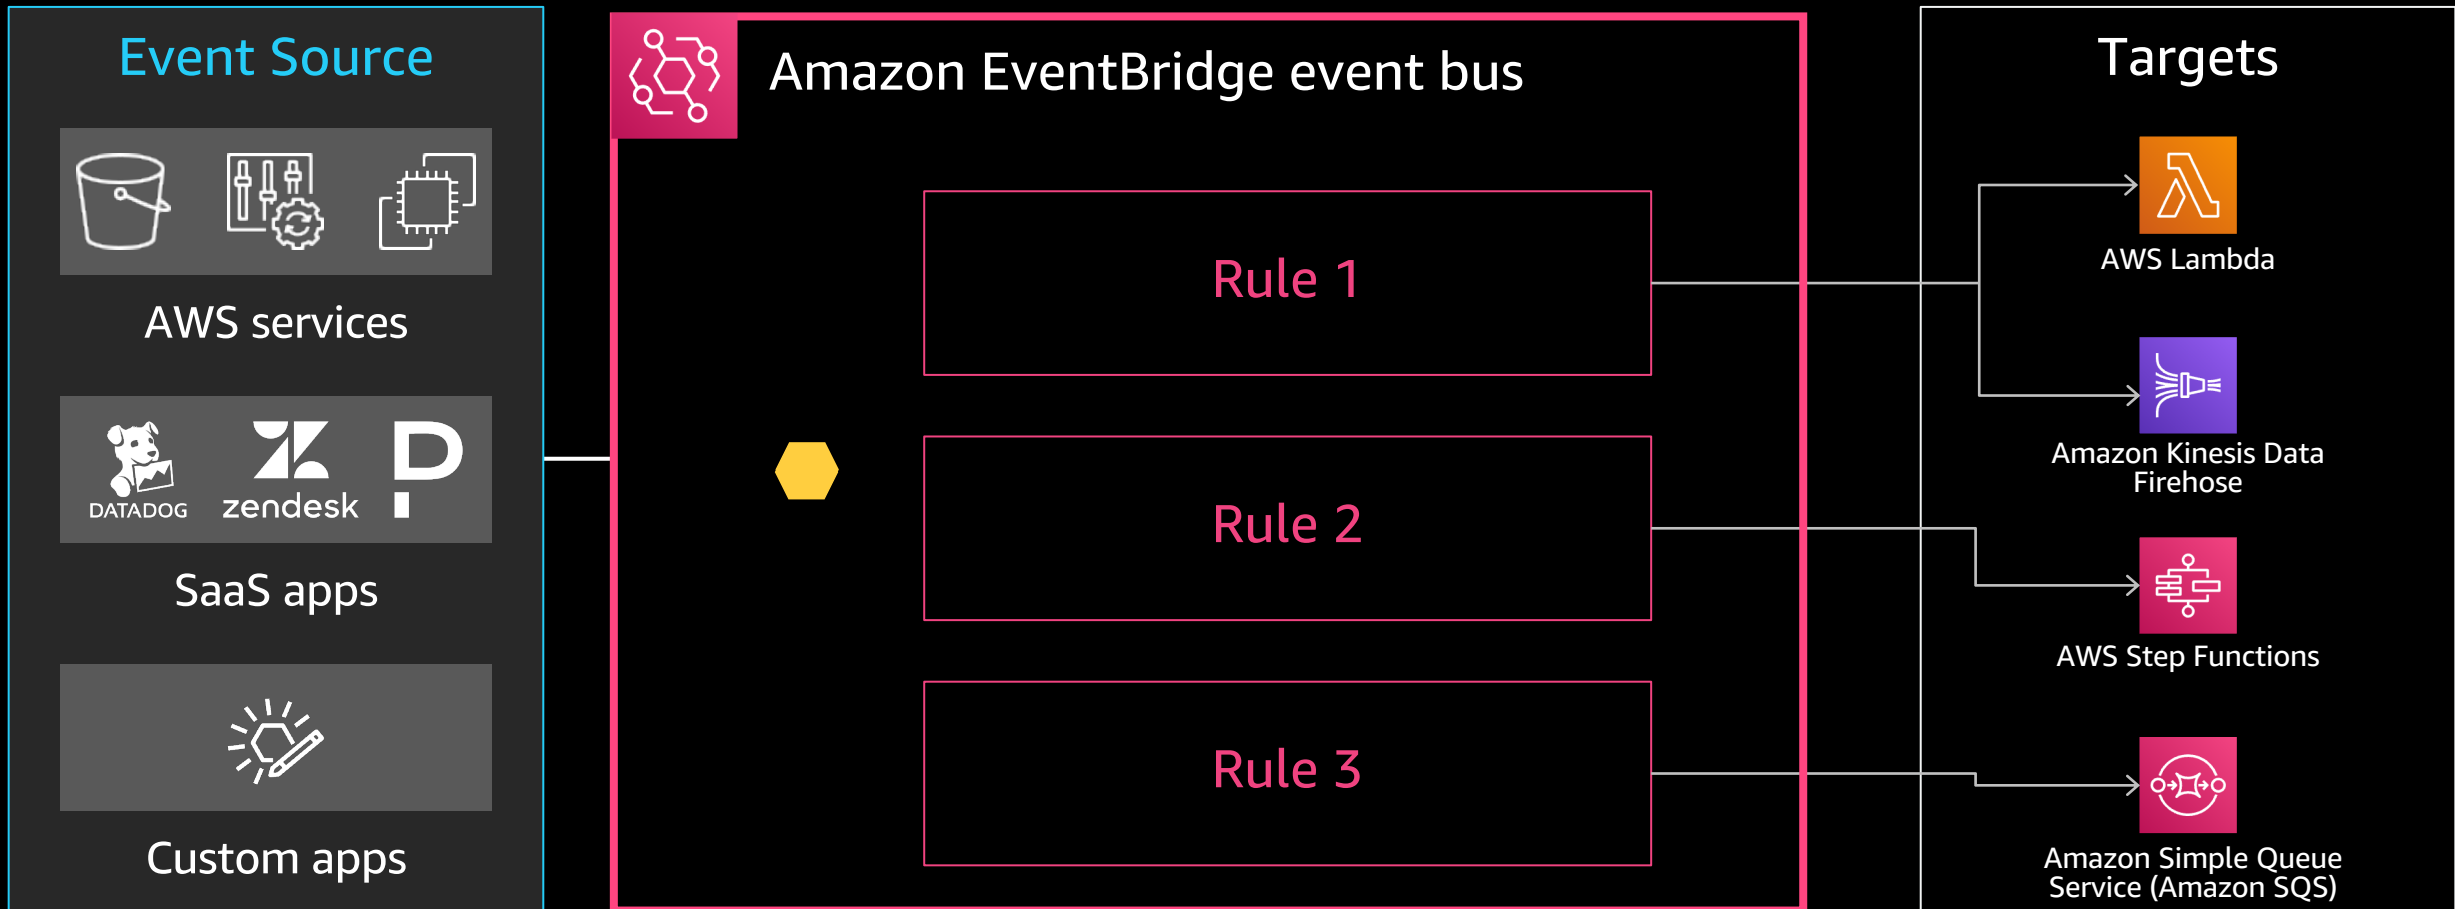 Event Source
AWS services
DATADOG
zendesk
SaaS apps
Custom apps
Amazon EventBridge event bus
Rule 1
Rule 2
Rule 3
Targets
AWS Lambda
Amazon Kinesis Data
Firehose
AWS Step Functions
Amazon Simple Queue
Service (Amazon SQS)